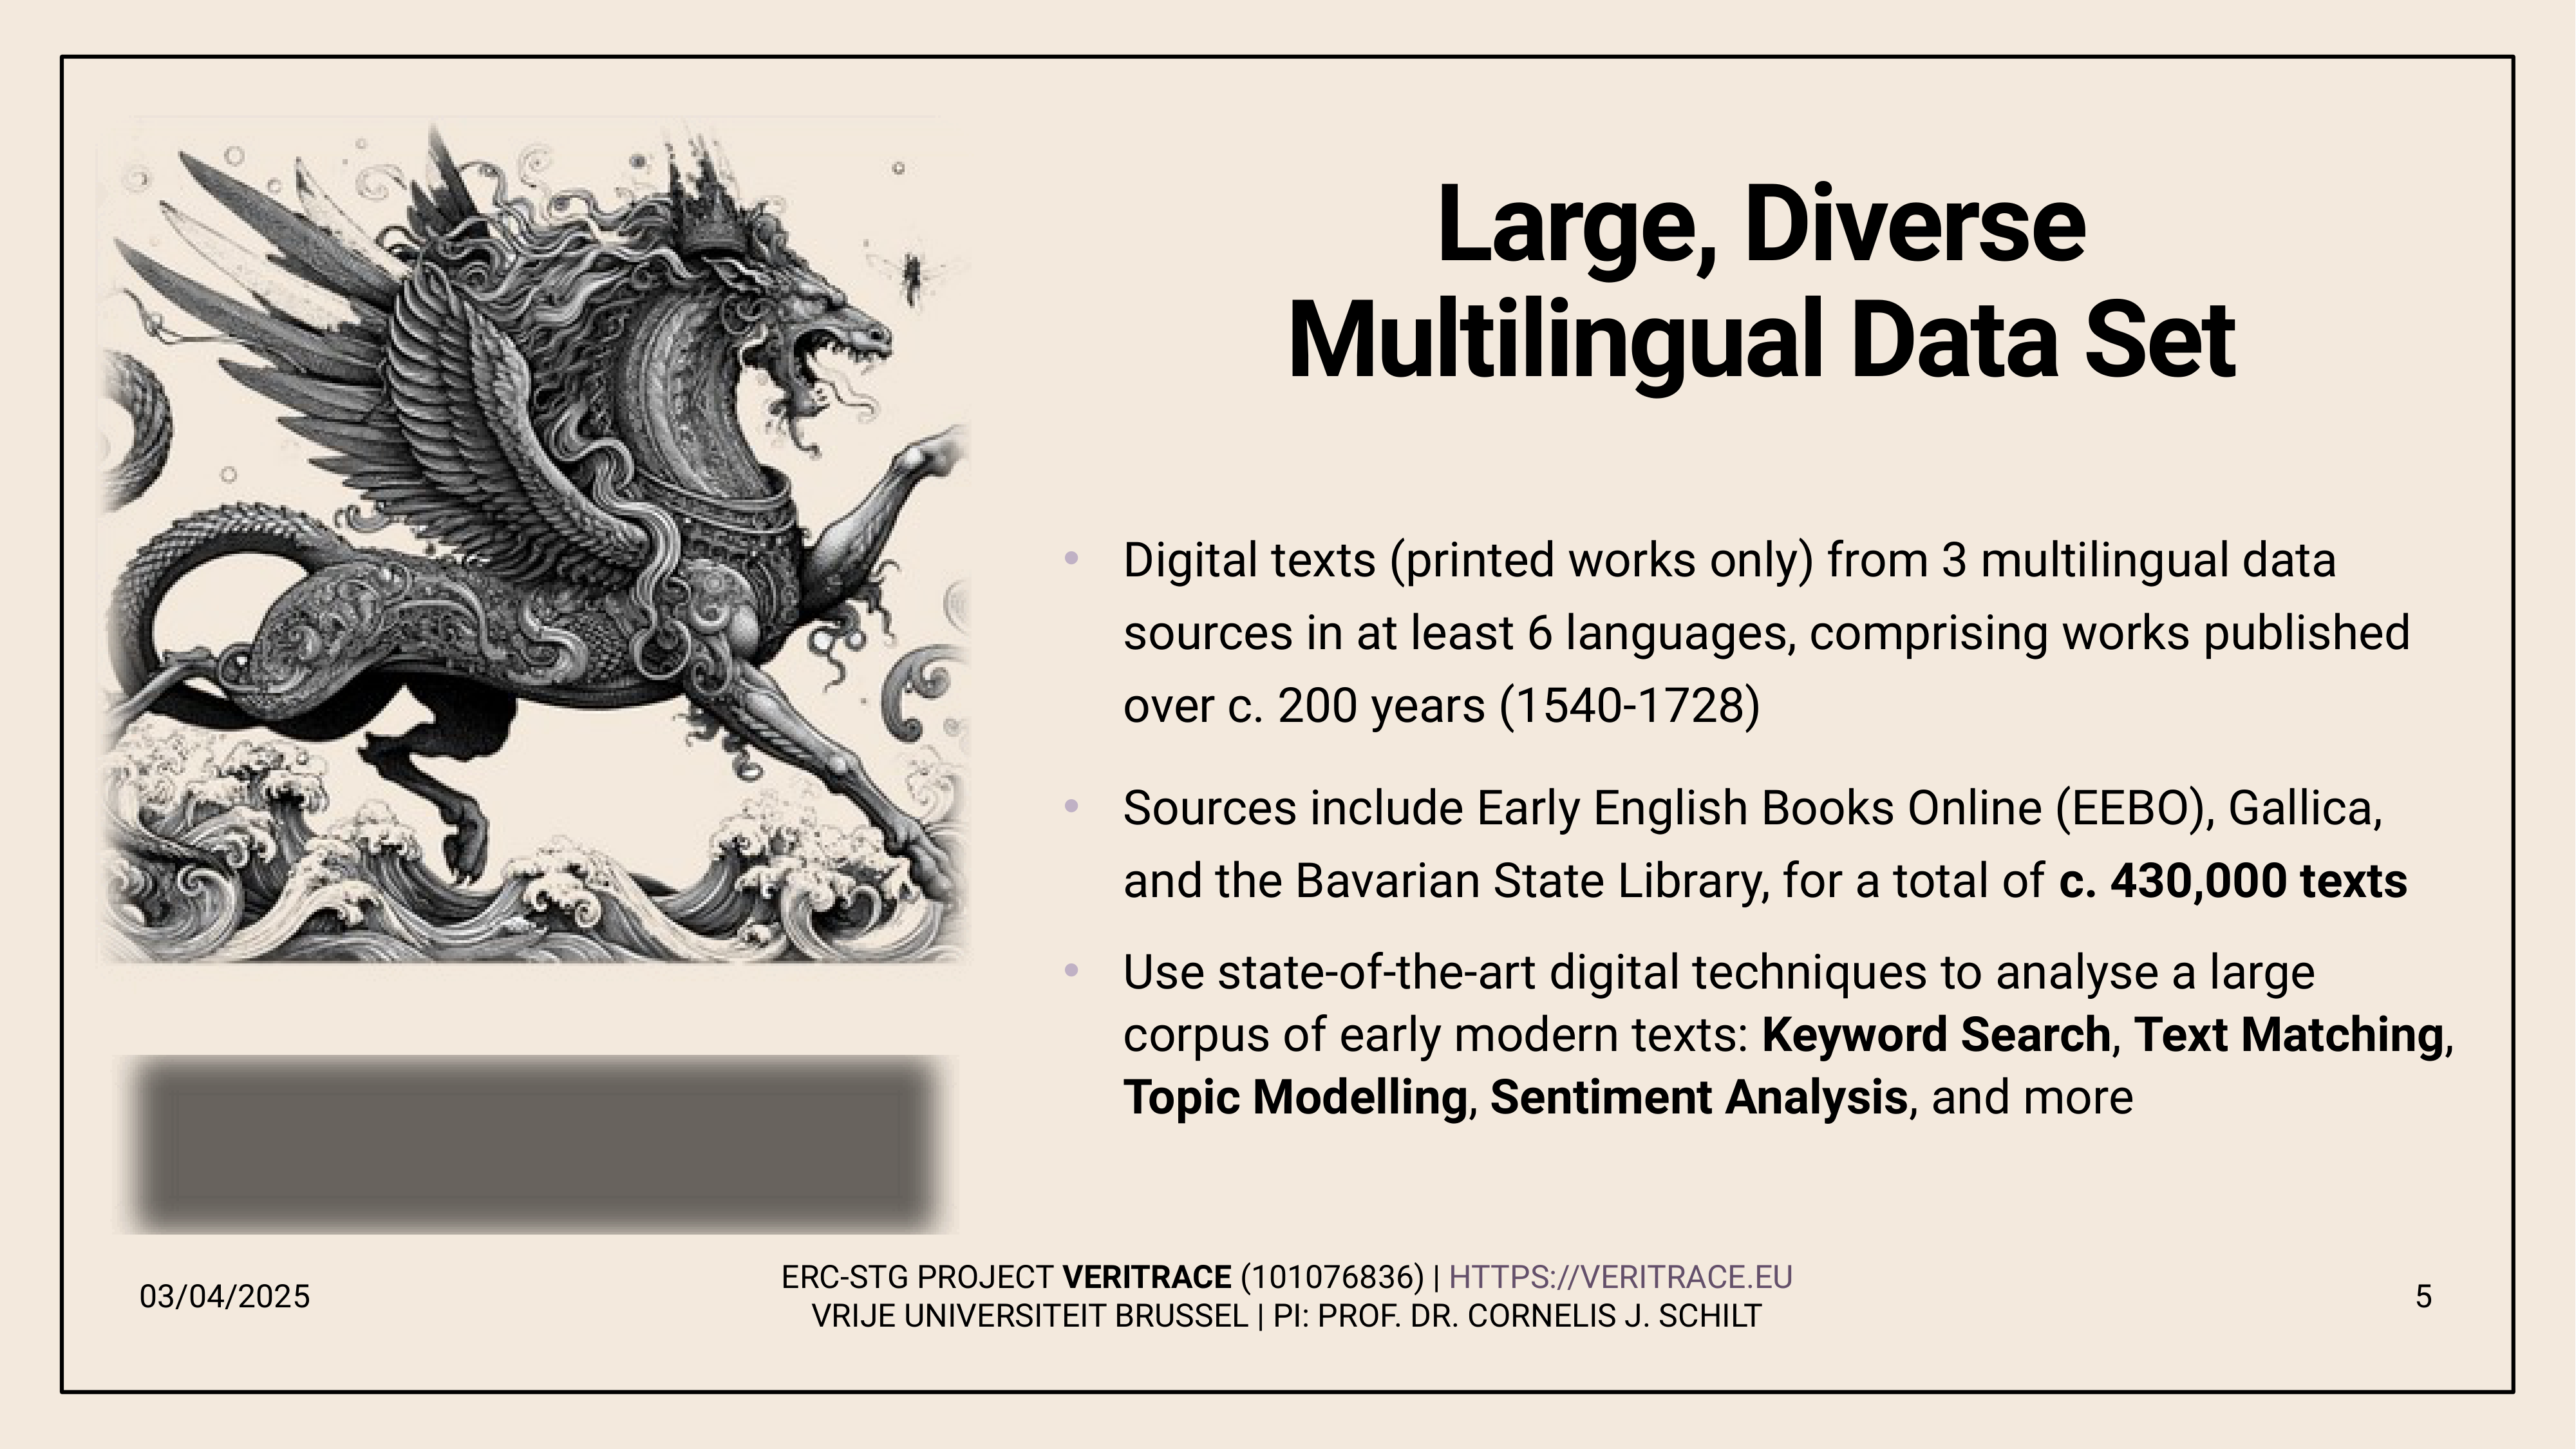 Large, Diverse
Multilingual Data Set
• Digital texts (printed works only) from 3 multilingual data
sources in at least 6 languages, comprising works published
over c. 200 years (1540-1728)
• Sources include Early English Books Online (EEBO), Gallica,
and the Bavarian State Library, for a total of c. 430,000 texts
• Use state-of-the-art digital techniques to analyse a large
corpus of early modern texts: Keyword Search, Text Matching,
Topic Modelling, Sentiment Analysis, and more
03/04/2025
ERC-STG PROJECT VERITRACE (101076836) | HTTPS://VERITRACE.EU
VRIJE UNIVERSITEIT BRUSSEL | PI: PROF. DR. CORNELIS J. SCHILT
5